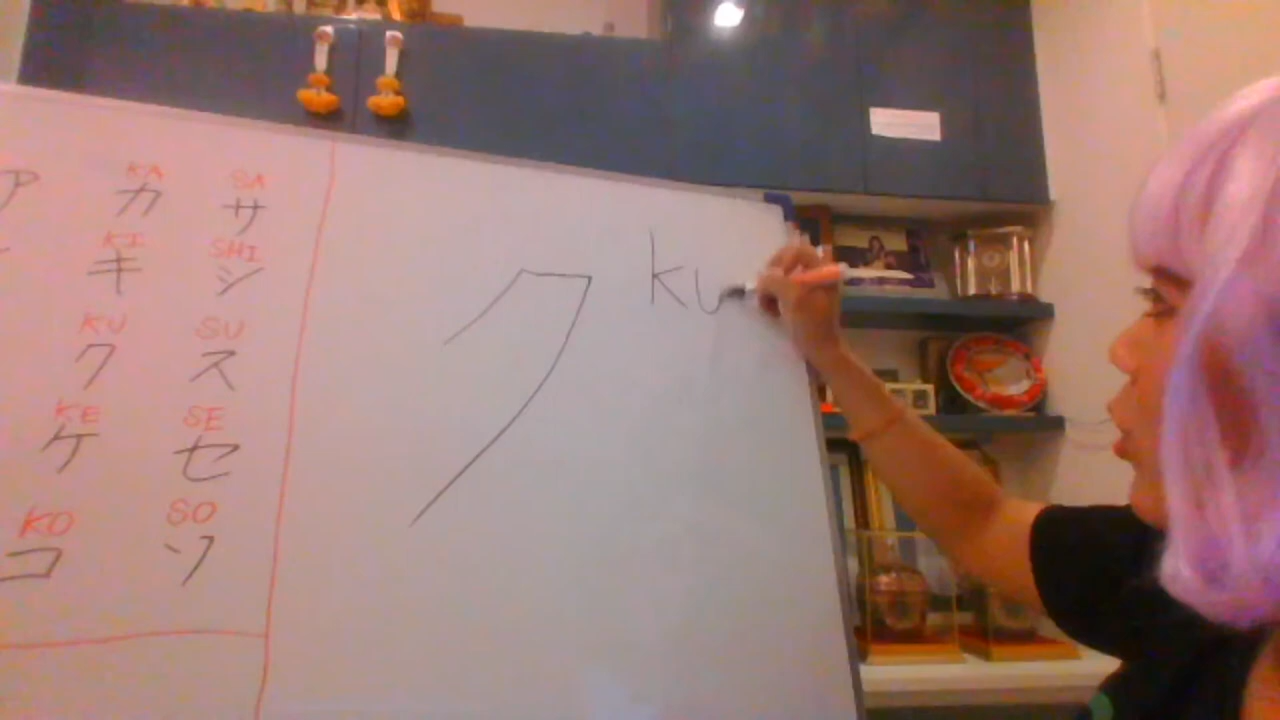 ア KA SA
カ サ
KI SHI
キ シ
KU SU
ク ス
KE SE
ケ セ
KO SO
コ ソ
ク ku